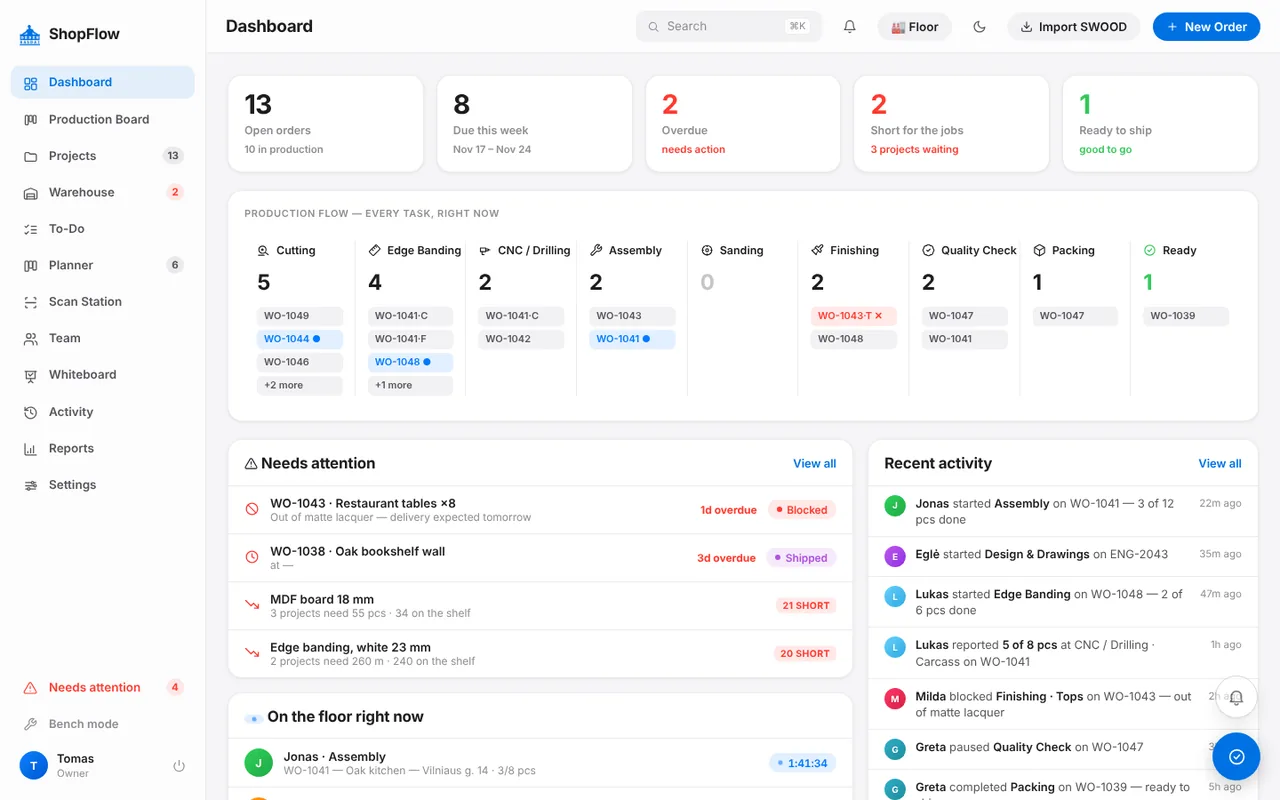 ShopFlow
Dashboard
Production Board
Projects 13
Warehouse 2
To-Do
Planner 6
Scan Station
Team
Whiteboard
Activity
Reports
Settings
Needs attention 4
Bench mode
T Tomas
Owner
Dashboard
Search ⌘K
Floor
Import SWOOD
+ New Order
13
Open orders
10 in production
8
Due this week
Nov 17 – Nov 24
2
Overdue
needs action
2
Short for the jobs
3 projects waiting
1
Ready to ship
good to go
PRODUCTION FLOW — EVERY TASK, RIGHT NOW
Cutting
5
WO-1049
WO-1044
WO-1046
+2 more
Edge Banding
4
WO-1041·C
WO-1041·F
WO-1048
+1 more
CNC / Drilling
2
WO-1041·C
WO-1042
Assembly
2
WO-1043
WO-1041
Sanding
0
Finishing
2
WO-1043·T ✕
WO-1048
Quality Check
2
WO-1047
WO-1041
Packing
1
WO-1047
Ready
1
WO-1039
Needs attention View all
WO-1043 · Restaurant tables ×8
Out of matte lacquer — delivery expected tomorrow
1d overdue Blocked
WO-1038 · Oak bookshelf wall
at —
3d overdue Shipped
MDF board 18 mm
3 projects need 55 pcs · 34 on the shelf
21 SHORT
Edge banding, white 23 mm
2 projects need 260 m · 240 on the shelf
20 SHORT
On the floor right now
J Jonas · Assembly
WO-1041 — Oak kitchen — Vilniaus g. 14 · 3/8 pcs
1:41:34
Recent activity View all
J Jonas started Assembly on WO-1041 — 3 of 12 22m ago
pcs done
E Eglė started Design & Drawings on ENG-2043 35m ago
L Lukas started Edge Banding on WO-1048 — 2 of 47m ago
6 pcs done
L Lukas reported 5 of 8 pcs at CNC / Drilling · 1h ago
Carcass on WO-1041
M Milda blocked Finishing · Tops on WO-1043 — out
of matte lacquer
G Greta paused Quality Check on WO-1047
G Greta completed Packing on WO-1039 — ready to 5h ago